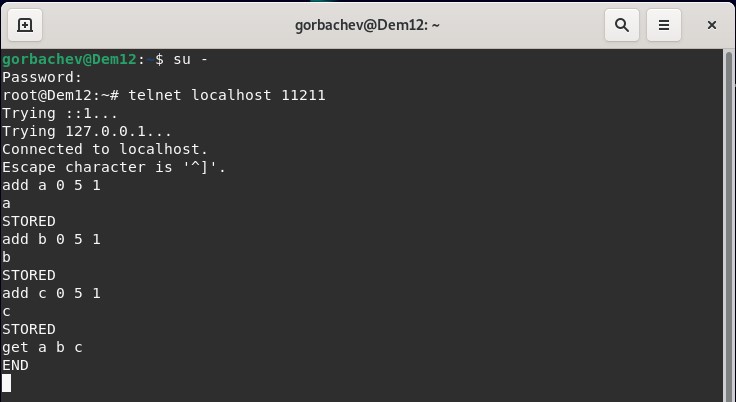 gorbachev@Dem12: ~
gorbachev@Dem12:~$ su -
Password:
root@Dem12:~# telnet localhost 11211
Trying ::1...
Trying 127.0.0.1...
Connected to localhost.
Escape character is '^]'.
add a 0 5 1
a
STORED
add b 0 5 1
b
STORED
add c 0 5 1
c
STORED
get a b c
END